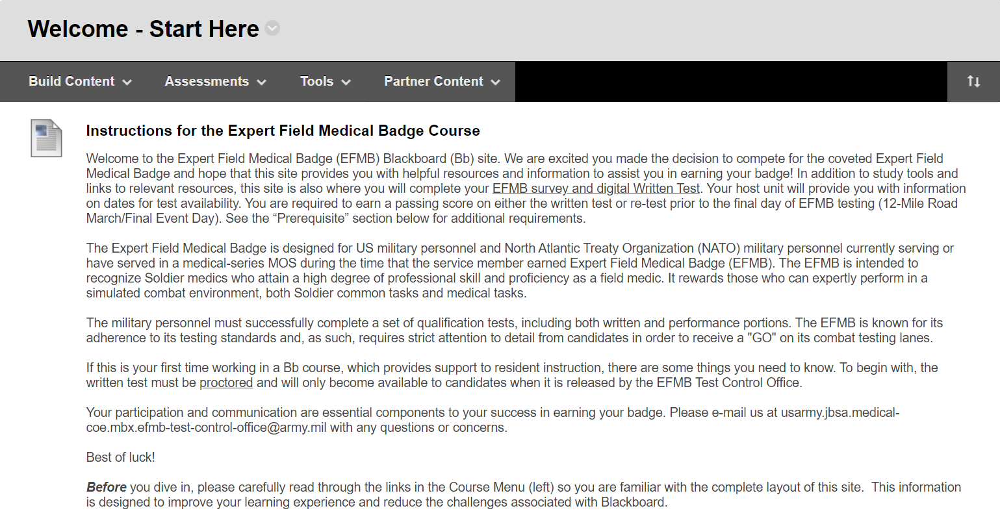 Welcome - Start Here
Build Content
Assessments
Tools
Partner Content
Instructions for the Expert Field Medical Badge Course
Welcome to the Expert Field Medical Badge (EFMB) Blackboard (Bb) site. We are excited you made the decision to compete for the coveted Expert Field
Medical Badge and hope that this site provides you with helpful resources and information to assist you in earning your badge! In addition to study tools and
links to relevant resources, this site is also where you will complete your EFMB survey and digital Written Test. Your host unit will provide you with information
on dates for test availability. You are required to earn a passing score on either the written test or re-test prior to the final day of EFMB testing (12-Mile Road
March/Final Event Day). See the “Prerequisite” section below for additional requirements.
The Expert Field Medical Badge is designed for US military personnel and North Atlantic Treaty Organization (NATO) military personnel currently serving or
have served in a medical-series MOS during the time that the service member earned Expert Field Medical Badge (EFMB). The EFMB is intended to
recognize Soldier medics who attain a high degree of professional skill and proficiency as a field medic. It rewards those who can expertly perform in a
simulated combat environment, both Soldier common tasks and medical tasks.
The military personnel must successfully complete a set of qualification tests, including both written and performance portions. The EFMB is known for its
adherence to its testing standards and, as such, requires strict attention to detail from candidates in order to receive a "GO" on its combat testing lanes.
If this is your first time working in a Bb course, which provides support to resident instruction, there are some things you need to know. To begin with, the
written test must be proctored and will only become available to candidates when it is released by the EFMB Test Control Office.
Your participation and communication are essential components to your success in earning your badge. Please e-mail us at usarmy.jbsa.medical-
coe.mbx.efmb-test-control-office@army.mil with any questions or concerns.
Best of luck!
Before you dive in, please carefully read through the links in the Course Menu (left) so you are familiar with the complete layout of this site.  This information
is designed to improve your learning experience and reduce the challenges associated with Blackboard.